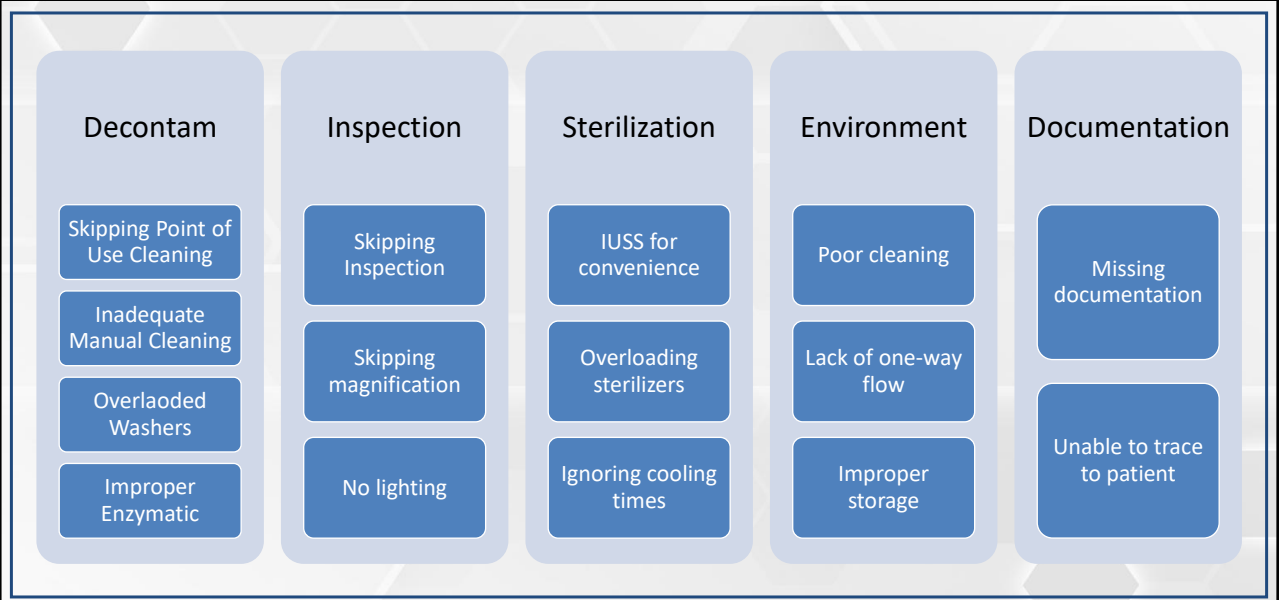 Decontam
Skipping Point of
Use Cleaning
Inadequate
Manual Cleaning
Overlaoded
Washers
Improper
Enzymatic
Inspection
Skipping
Inspection
Skipping
magnification
No lighting
Sterilization
IUSS for
convenience
Overloading
sterilizers
Ignoring cooling
times
Environment
Poor cleaning
Lack of one-way
flow
Improper
storage
Documentation
Missing
documentation
Unable to trace
to patient